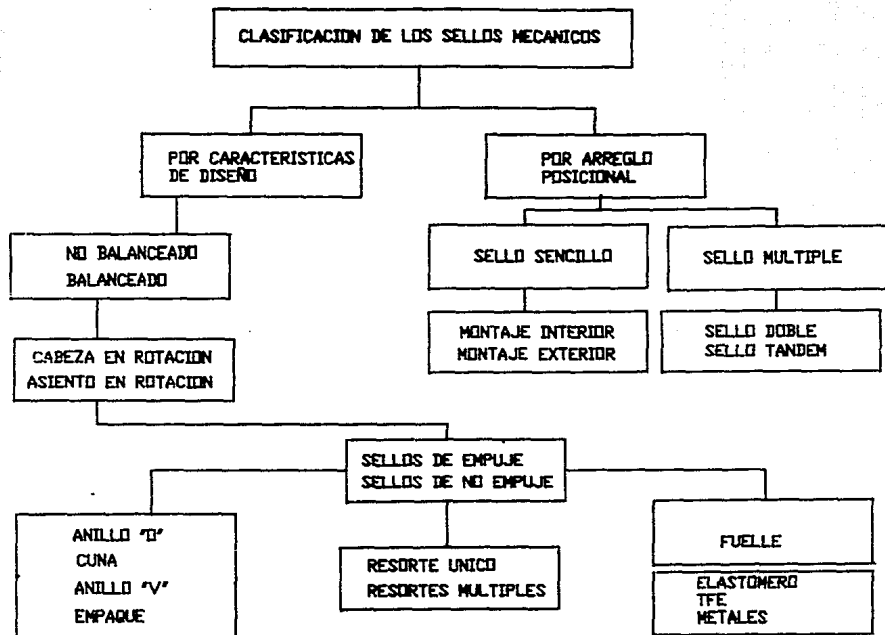 CLASIFICACION DE LOS SELLOS MECANICOS
POR CARACTERISTICAS
DE DISEÑO
POR ARREGLO
POSICIONAL
NO BALANCEADO
BALANCEADO
SELLO SENCILLO
SELLO MULTIPLE
CABEZA EN ROTACION
ASIENTO EN ROTACION
MONTAJE INTERIOR
MONTAJE EXTERIOR
SELLO DOBLE
SELLO TANDEM
SELLOS DE EMPUJE
SELLOS DE NO EMPUJE
ANILLO "O"
CUNA
ANILLO "V"
EMPAQUE
RESORTE UNICO
RESORTES MULTIPLES
FUELLE
ELASTOMERO
TFE
METALES